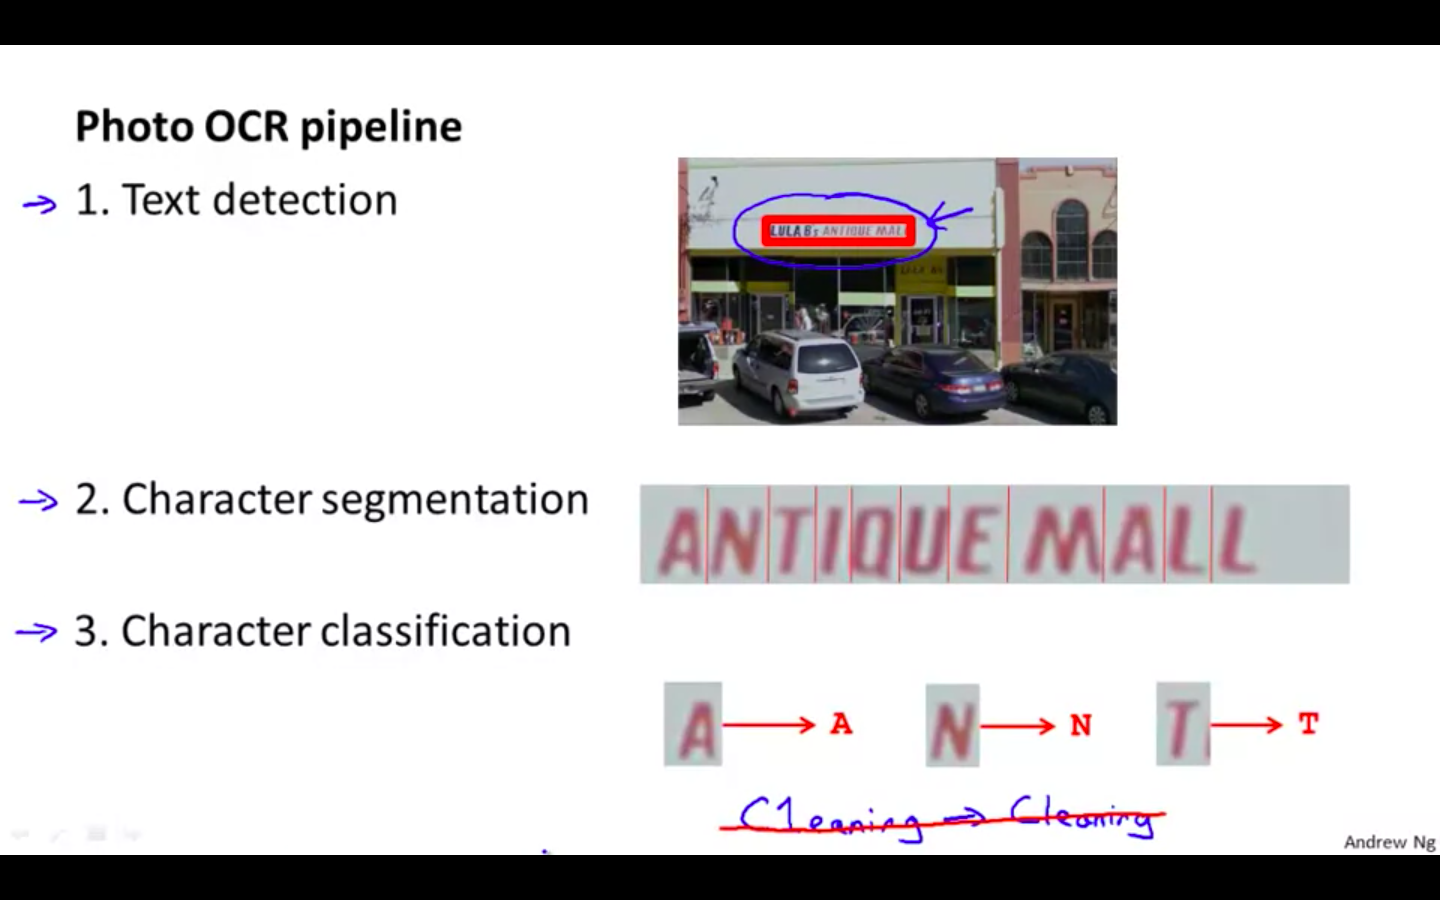 Photo OCR pipeline
1. Text detection
LULA B's ANTIQUE MAL
2. Character segmentation
ANTIQUE MALL
3. Character classification
A → A N → N T → T
C1eaning → Cleaning
Andrew Ng